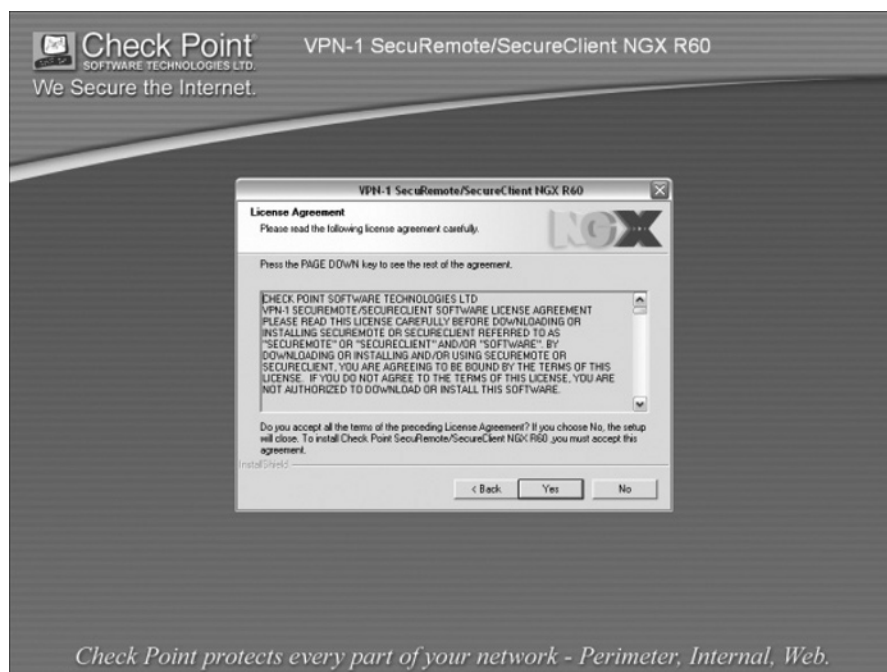 Check Point
SOFTWARE TECHNOLOGIES LTD.
We Secure the Internet.
VPN-1 SecuRemote/SecureClient NGX R60
VPN-1 SecuRemote/SecureClient NGX R60
License Agreement
Please read the following license agreement carefully.
NGX
Press the PAGE DOWN key to see the rest of the agreement.
CHECK POINT SOFTWARE TECHNOLOGIES LTD
VPN-1 SECUREMOTE/SECURECLIENT SOFTWARE LICENSE AGREEMENT
PLEASE READ THIS LICENSE CAREFULLY BEFORE DOWNLOADING OR
INSTALLING SECUREMOTE OR SECURECLIENT REFERRED TO AS
"SECUREMOTE" OR "SECURECLIENT" AND/OR "SOFTWARE". BY
DOWNLOADING OR INSTALLING AND/OR USING SECUREMOTE OR
SECURECLIENT, YOU ARE AGREEING TO BE BOUND BY THE TERMS OF THIS
LICENSE. IF YOU DO NOT AGREE TO THE TERMS OF THIS LICENSE, YOU ARE
NOT AUTHORIZED TO DOWNLOAD OR INSTALL THIS SOFTWARE.
Do you accept all the terms of the preceding License Agreement? If you choose No, the setup
will close. To install Check Point SecuRemote/SecureClient NGX R60 ,you must accept this
agreement.
InstallShield
< Back
Yes
No
Check Point protects every part of your network - Perimeter, Internal, Web.